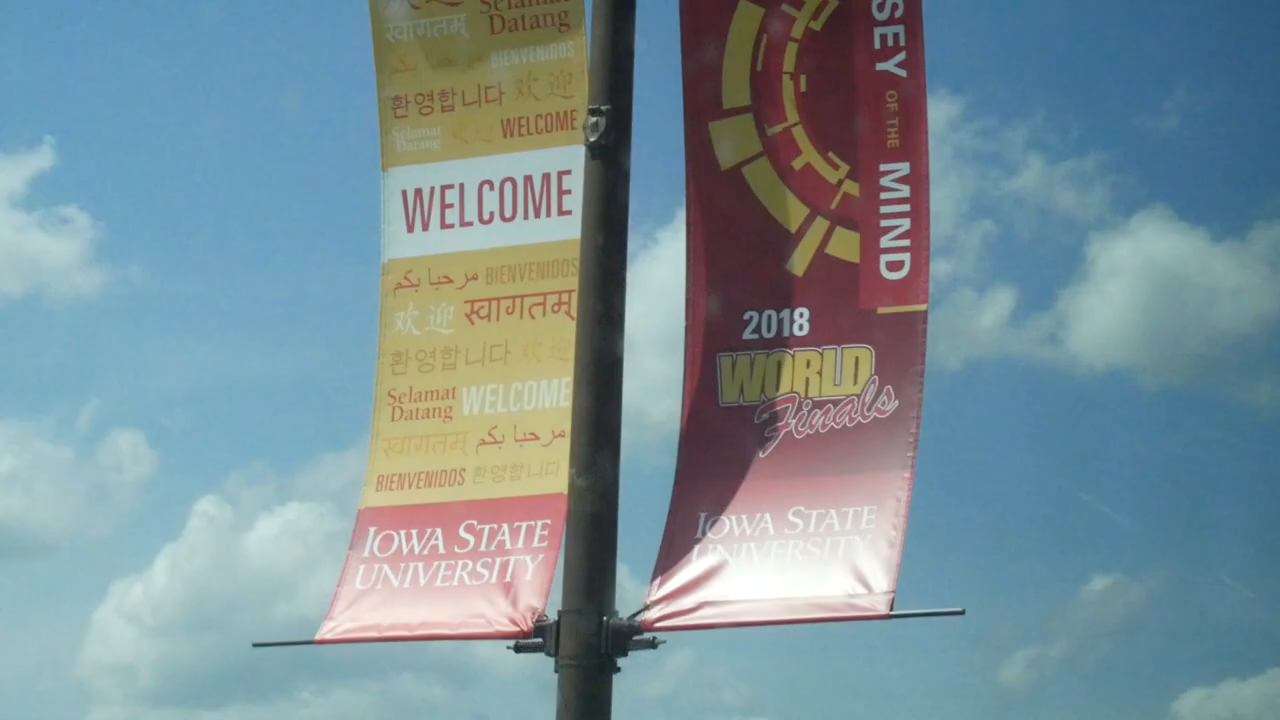 स्वागतम् Selamat
Datang
BIENVENIDOS
환영합니다 欢迎
Selamat
Datang
WELCOME
WELCOME
مرحبا بكم BIENVENIDOS
欢迎 स्वागतम्
환영합니다 欢迎
Selamat
Datang
WELCOME
स्वागतम् مرحبا بكم
BIENVENIDOS 환영합니다
IOWA STATE
UNIVERSITY
SEY OF THE MIND
2018
WORLD
Finals
IOWA STATE
UNIVERSITY